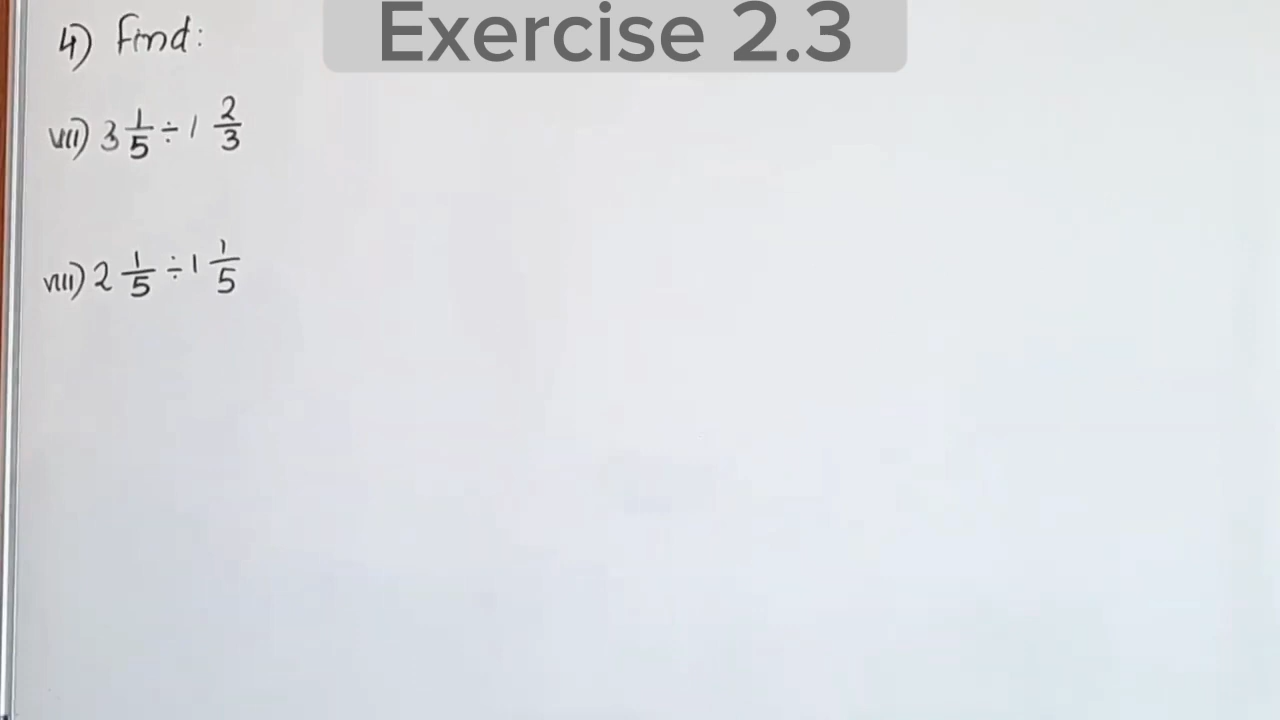 Exercise 2.3
4) Find:
vii) 3 1/5 ÷ 1 2/3
viii) 2 1/5 ÷ 1 1/5